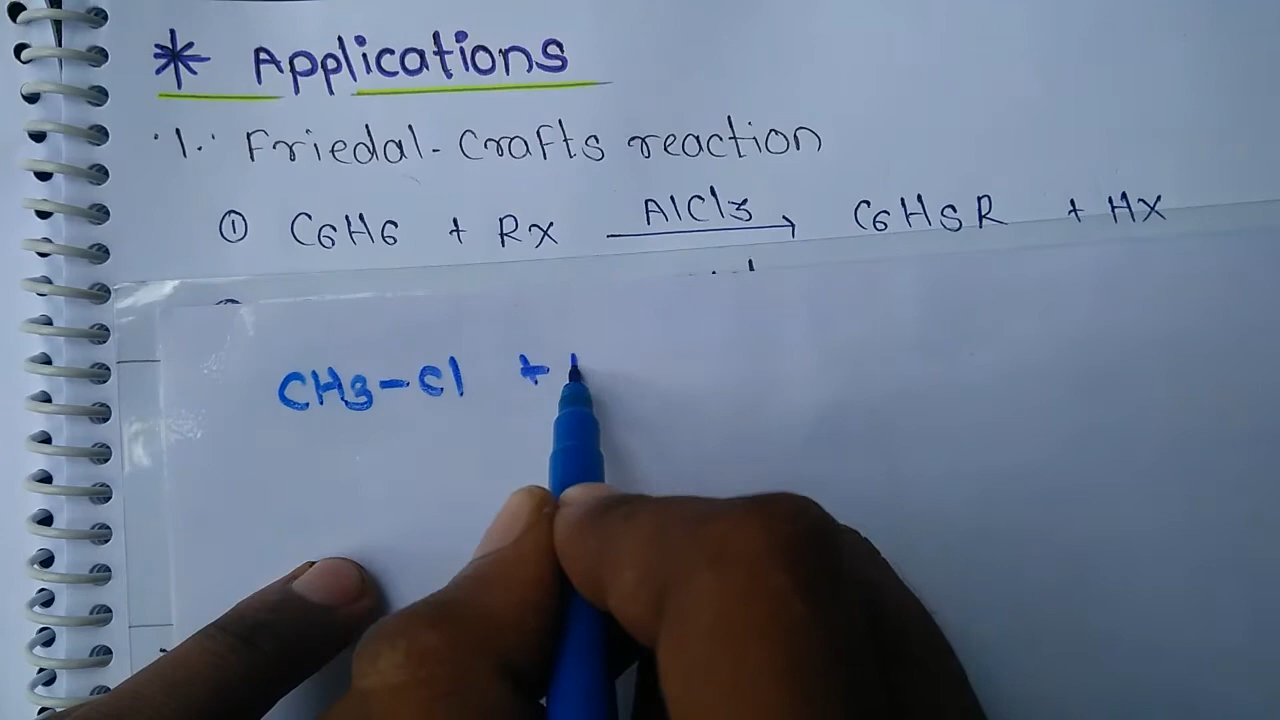 * Applications
1. Friedal-Crafts reaction
① C6H6 + RX AlCl3 → C6H5R + HX
CH3-Cl +